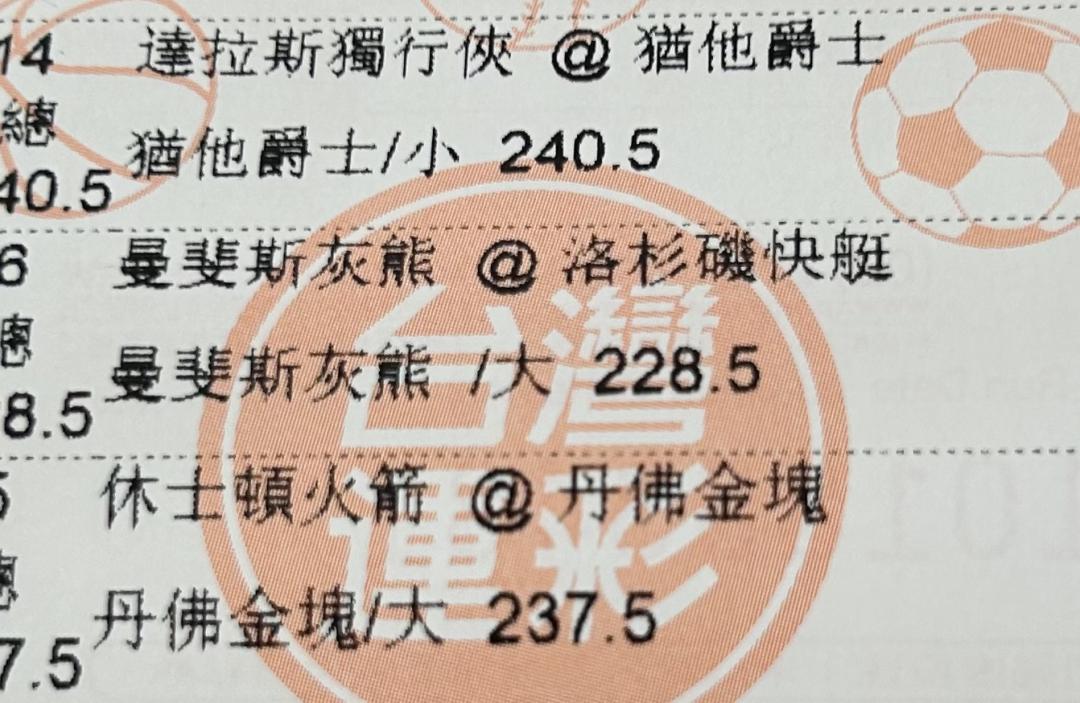 14 達拉斯獨行俠 @ 猶他爵士
總
猶他爵士/小 240.5
40.5
6 曼斐斯灰熊 @ 洛杉磯快艇
總
曼斐斯灰熊 /大 228.5
8.5
5 休士頓火箭 @ 丹佛金塊
總
丹佛金塊/大 237.5
7.5
台灣
運彩